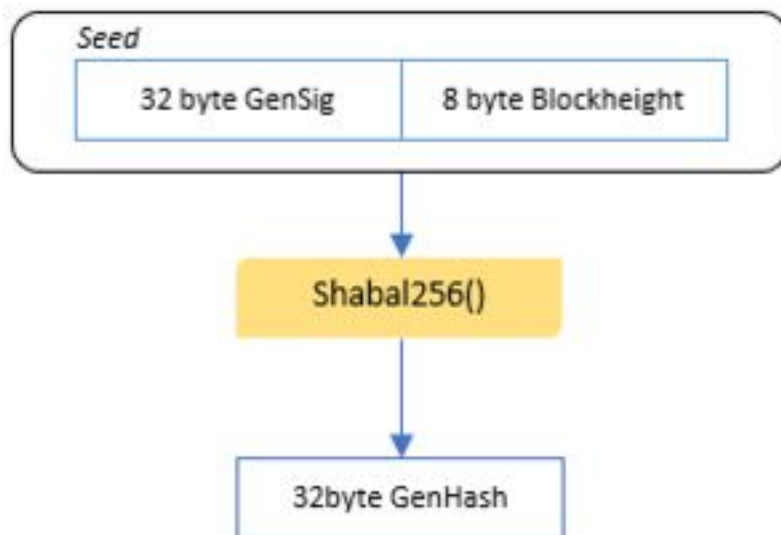 Seed
32 byte GenSig
8 byte Blockheight
Shabal256()
32byte GenHash